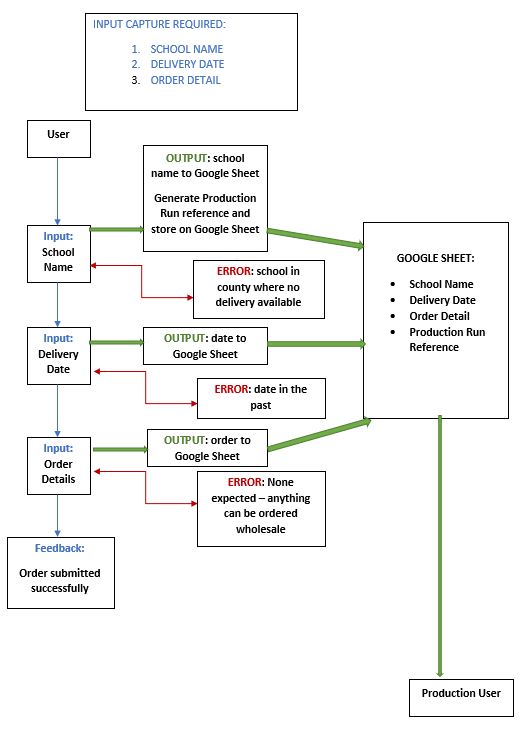 INPUT CAPTURE REQUIRED:
1. SCHOOL NAME
2. DELIVERY DATE
3. ORDER DETAIL
User
OUTPUT: school
name to Google Sheet
Generate Production
Run reference and
store on Google Sheet
Input:
School
Name
ERROR: school in
county where no
delivery available
GOOGLE SHEET:
• School Name
• Delivery Date
• Order Detail
• Production Run
Reference
Input:
Delivery
Date
OUTPUT: date to
Google Sheet
ERROR: date in the
past
Input:
Order
Details
OUTPUT: order to
Google Sheet
ERROR: None
expected – anything
can be ordered
wholesale
Feedback:
Order submitted
successfully
Production User